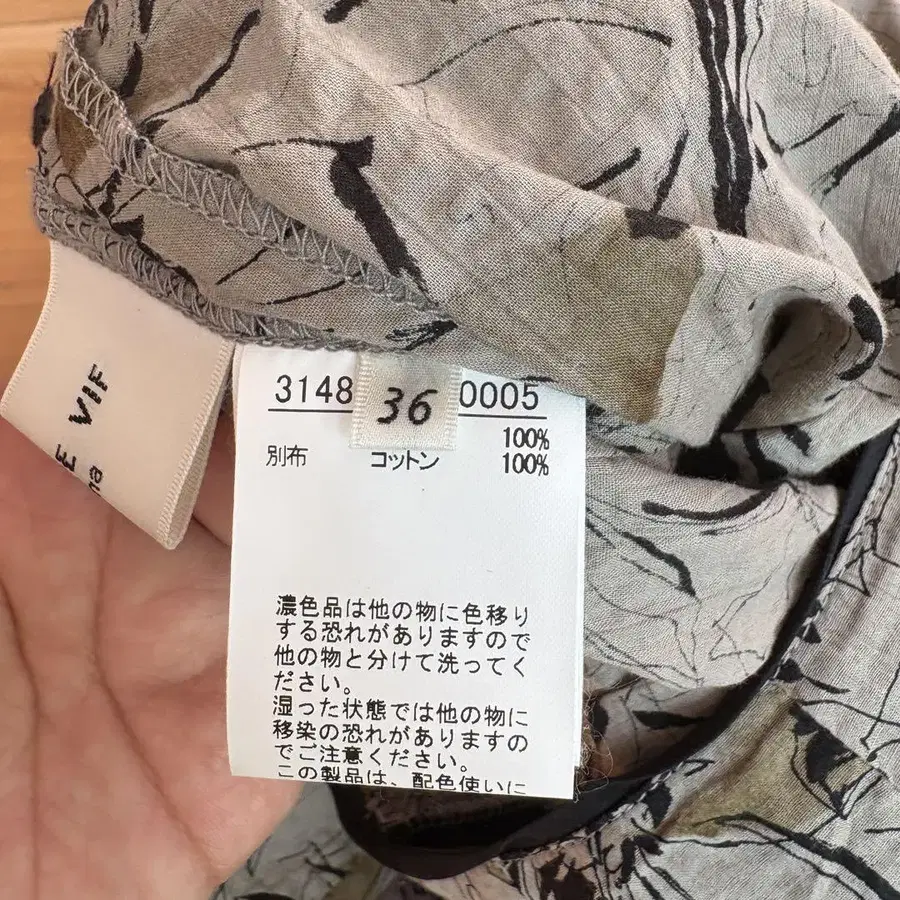 E VIF
na
3148
36
0005
100%
別布 コットン 100%
濃色品は他の物に色移り
する恐れがありますので
他の物と分けて洗ってく
ださい。
湿った状態では他の物に
移染の恐れがありますの
でご注意ください。
この製品は、配色使いに